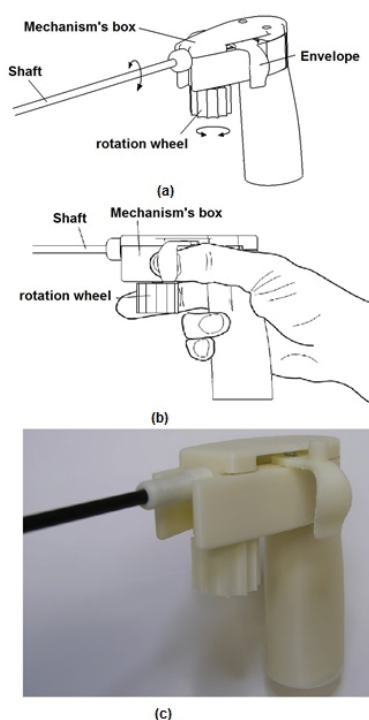 Mechanism's box
Envelope
Shaft
rotation wheel
(a)
Shaft
Mechanism's box
rotation wheel
(b)
(c)